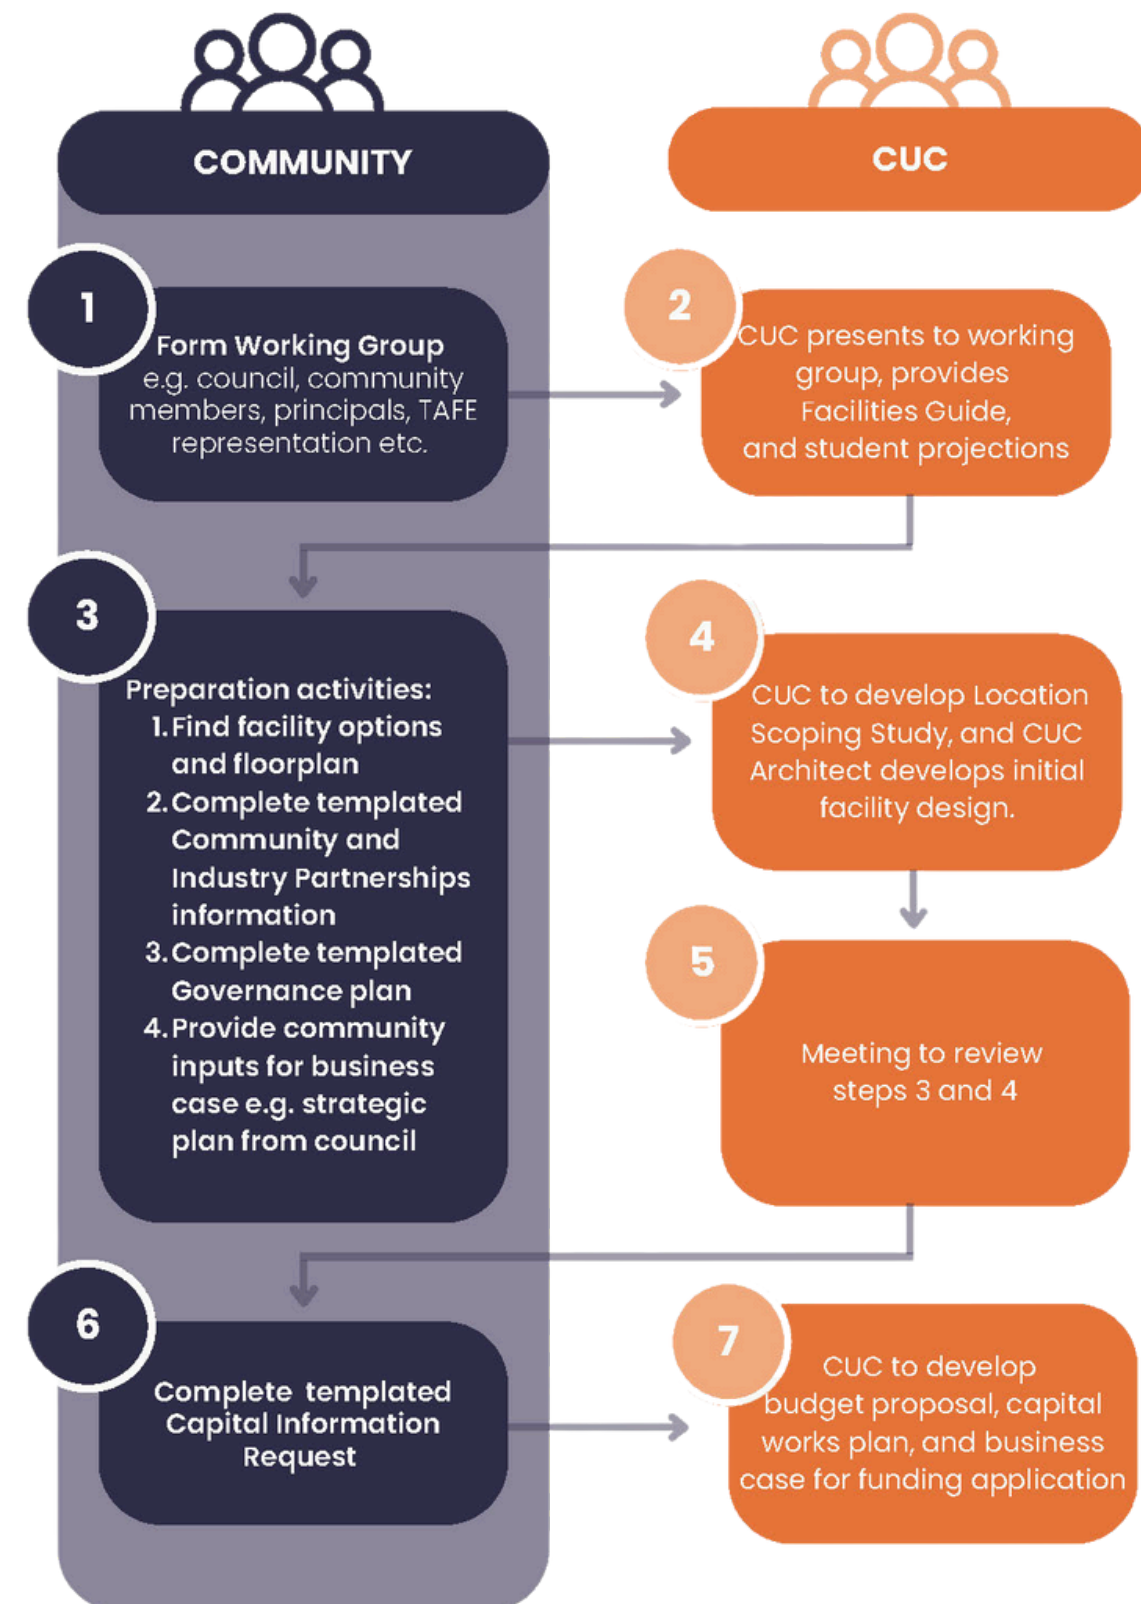 COMMUNITY
CUC
1
Form Working Group
e.g. council, community
members, principals, TAFE
representation etc.
2
CUC presents to working
group, provides
Facilities Guide,
and student projections
3
Preparation activities:
1. Find facility options
and floorplan
2. Complete templated
Community and
Industry Partnerships
information
3. Complete templated
Governance plan
4. Provide community
inputs for business
case e.g. strategic
plan from council
4
CUC to develop Location
Scoping Study, and CUC
Architect develops initial
facility design.
5
Meeting to review
steps 3 and 4
6
Complete templated
Capital Information
Request
7
CUC to develop
budget proposal, capital
works plan, and business
case for funding application